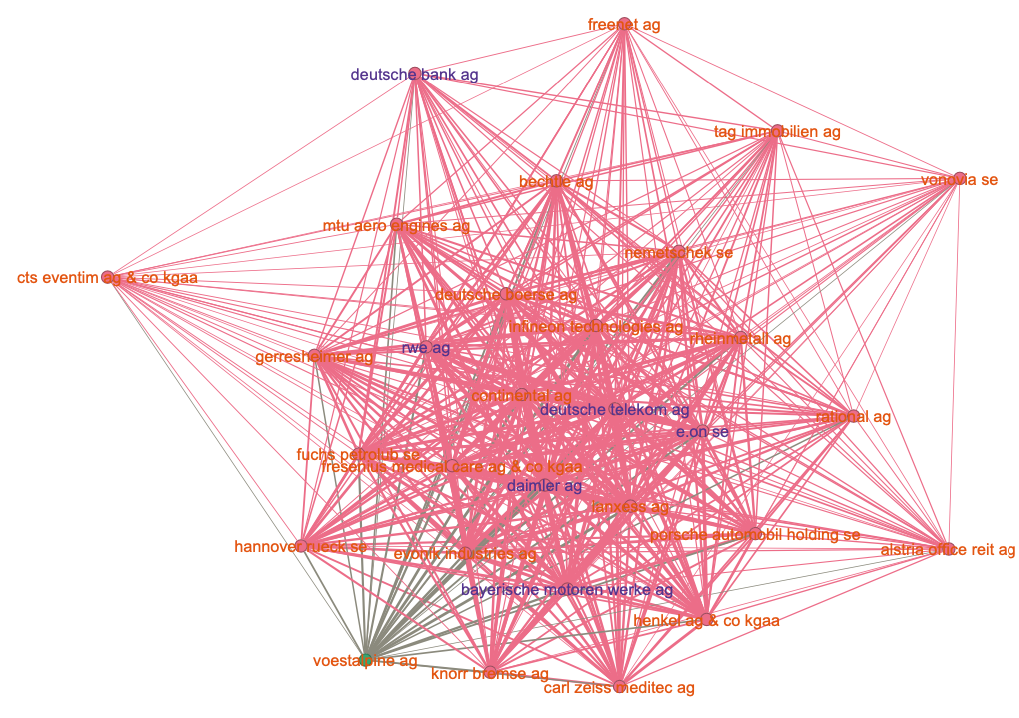 freenet ag
deutsche bank ag
tag immobilien ag
bechtle ag
vonovia se
mtu aero engines ag
nemetschek se
cts eventim ag & co kgaa
deutsche boerse ag
infineon technologies ag
rheinmetall ag
rwe ag
gerresheimer ag
continental ag
deutsche telekom ag
rational ag
e.on se
fuchs petrolub se
fresenius medical care ag & co kgaa
daimler ag
lanxess ag
porsche automobil holding se
hannover rueck se
evonik industries ag
alstria office reit ag
bayerische motoren werke ag
henkel ag & co kgaa
voestalpine ag
knorr bremse ag
carl zeiss meditec ag